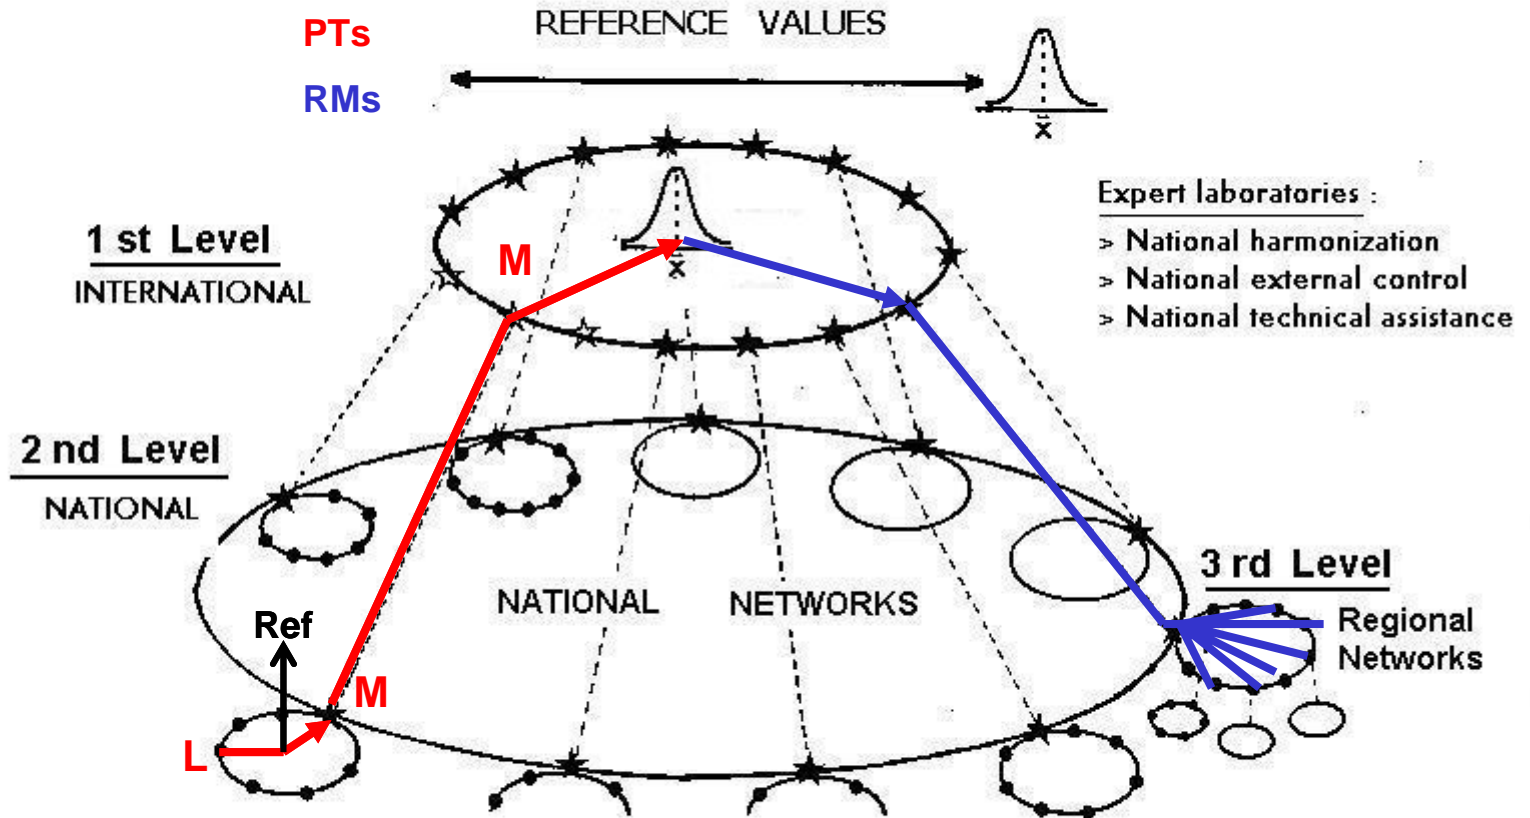 PTs
REFERENCE VALUES
RMs
x
Expert laboratories :
> National harmonization
> National external control
> National technical assistance
1 st Level
INTERNATIONAL
M
x
2 nd Level
NATIONAL
3 rd Level
Regional
Networks
NATIONAL NETWORKS
Ref
M
L